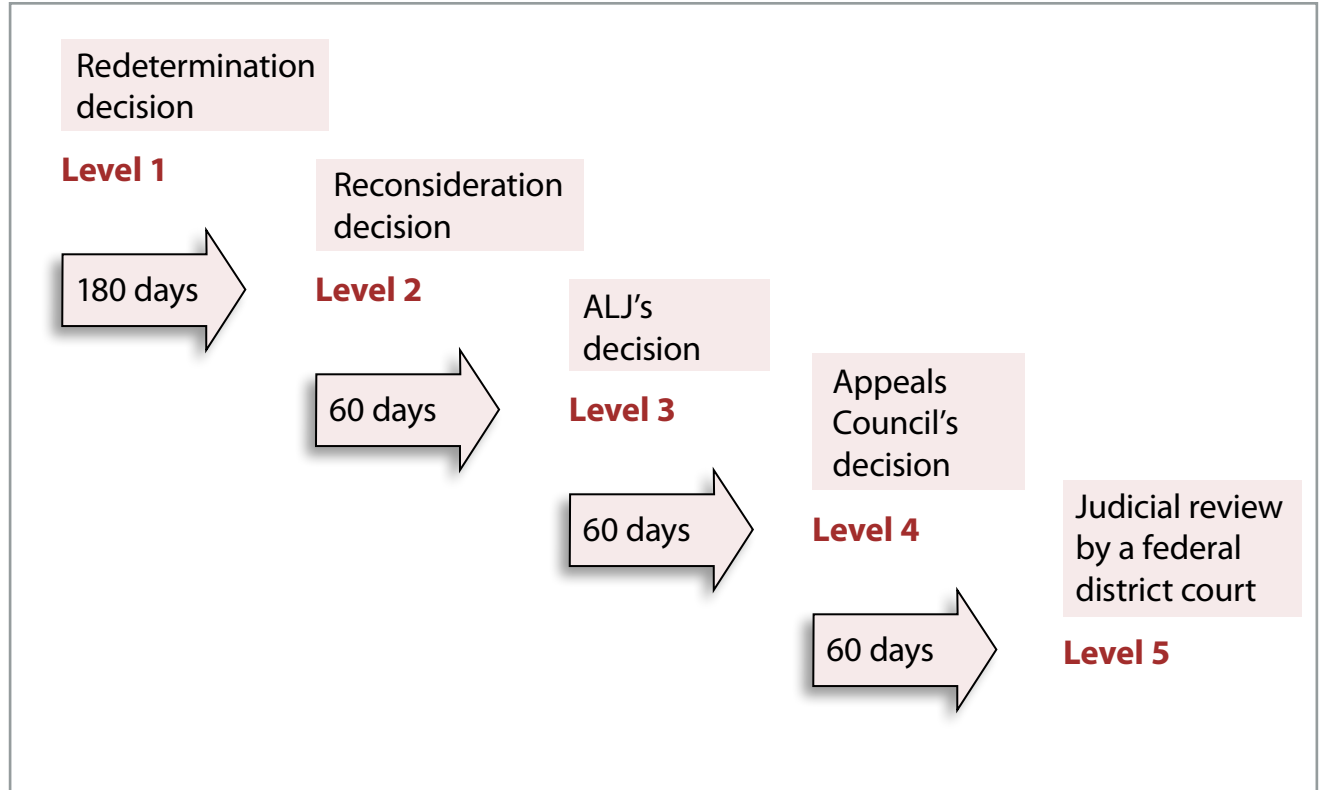 Redetermination
decision
Level 1
180 days
Reconsideration
decision
Level 2
60 days
ALJ’s
decision
Level 3
60 days
Appeals
Council’s
decision
Level 4
60 days
Judicial review
by a federal
district court
Level 5